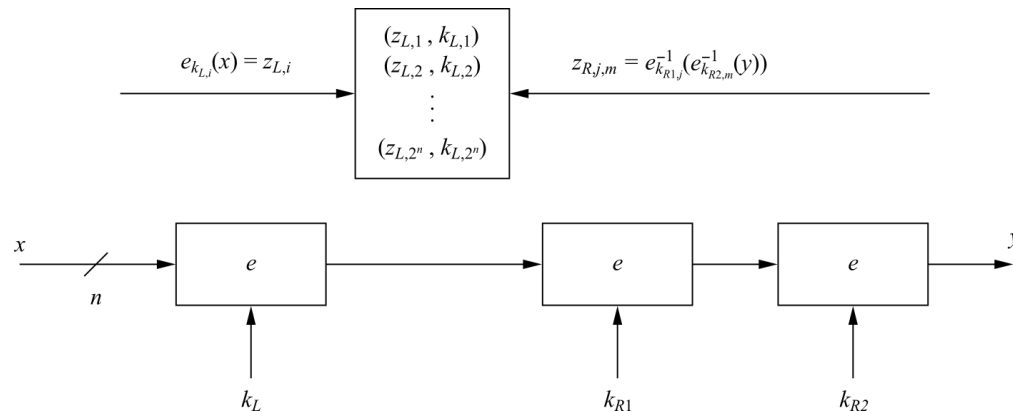 (z_{L,1} , k_{L,1})
e_{k_{L,i}}(x) = z_{L,i}
(z_{L,2} , k_{L,2})
z_{R,j,m} = e^{-1}_{k_{R1,j}}(e^{-1}_{k_{R2,m}}(y))
⋮
(z_{L,2^n} , k_{L,2^n})
x
e
e
e
y
n
k_L
k_{R1}
k_{R2}